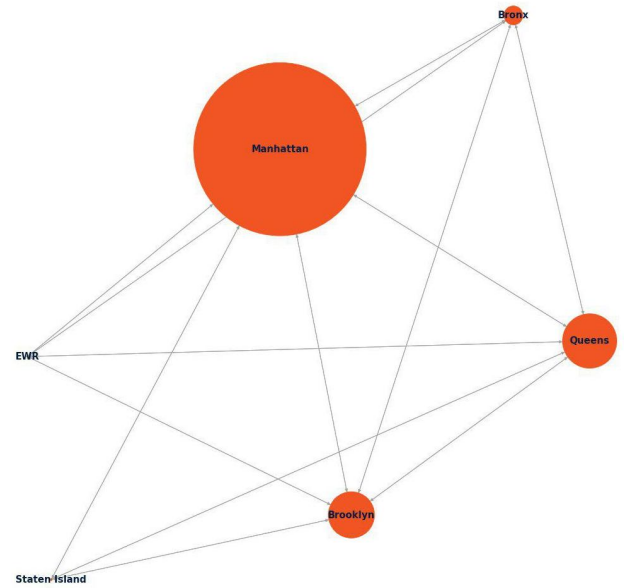 Bronx
Manhattan
Queens
EWR
Brooklyn
Staten Island